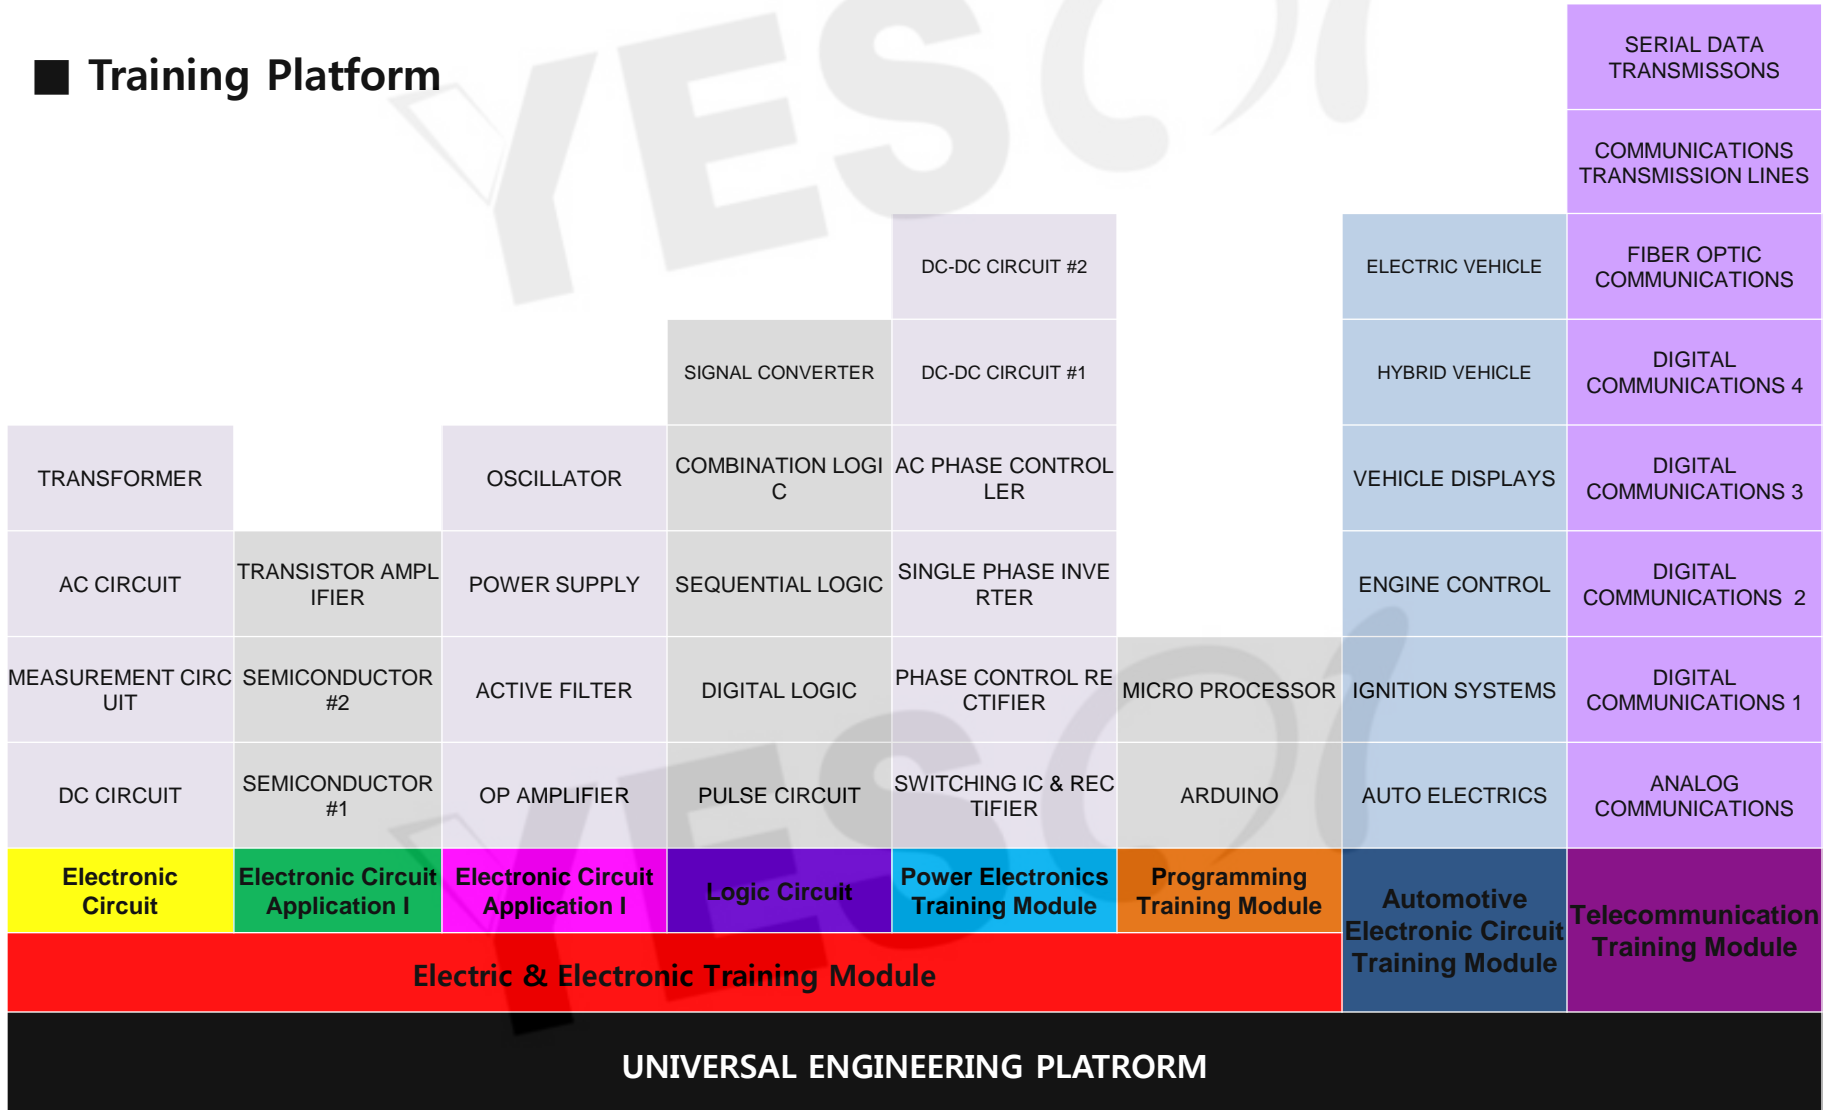 ■ Training Platform
SERIAL DATA
TRANSMISSONS
COMMUNICATIONS
TRANSMISSION LINES
DC-DC CIRCUIT #2
ELECTRIC VEHICLE
FIBER OPTIC
COMMUNICATIONS
SIGNAL CONVERTER
DC-DC CIRCUIT #1
HYBRID VEHICLE
DIGITAL
COMMUNICATIONS 4
TRANSFORMER
OSCILLATOR
COMBINATION LOGI
C
AC PHASE CONTROL
LER
VEHICLE DISPLAYS
DIGITAL
COMMUNICATIONS 3
AC CIRCUIT
TRANSISTOR AMPL
IFIER
POWER SUPPLY
SEQUENTIAL LOGIC
SINGLE PHASE INVE
RTER
ENGINE CONTROL
DIGITAL
COMMUNICATIONS 2
MEASUREMENT CIRC
UIT
SEMICONDUCTOR
#2
ACTIVE FILTER
DIGITAL LOGIC
PHASE CONTROL RE
CTIFIER
MICRO PROCESSOR
IGNITION SYSTEMS
DIGITAL
COMMUNICATIONS 1
DC CIRCUIT
SEMICONDUCTOR
#1
OP AMPLIFIER
PULSE CIRCUIT
SWITCHING IC & REC
TIFIER
ARDUINO
AUTO ELECTRICS
ANALOG
COMMUNICATIONS
Electronic
Circuit
Electronic Circuit
Application I
Electronic Circuit
Application I
Logic Circuit
Power Electronics
Training Module
Programming
Training Module
Automotive
Electronic Circuit
Training Module
Telecommunication
Training Module
Electric & Electronic Training Module
UNIVERSAL ENGINEERING PLATRORM